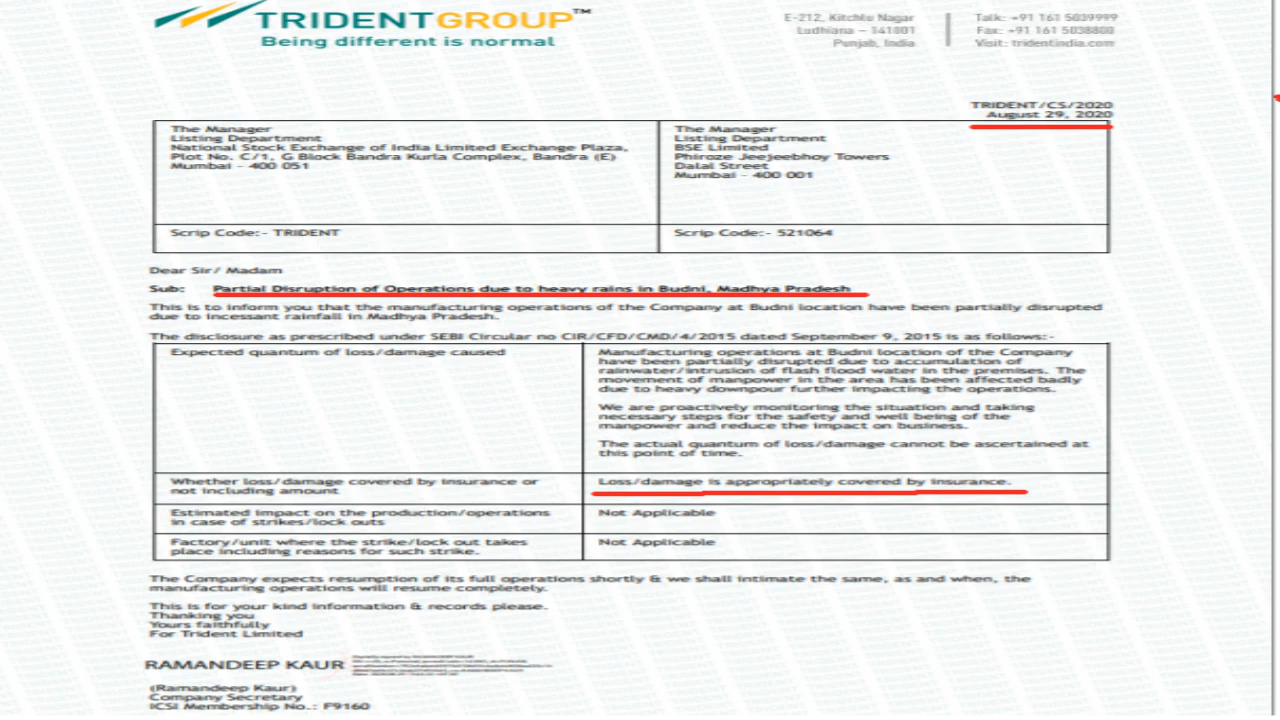 TRIDENTGROUP™
Being different is normal
E-212, Kitchlu Nagar
Ludhiana – 141001
Punjab, India
Talk: +91 161 5039999
Fax: +91 161 5038800
Visit: tridentindia.com
TRIDENT/CS/2020
August 29, 2020
The Manager
Listing Department
National Stock Exchange of India Limited Exchange Plaza,
Plot No. C/1, G Block Bandra Kurla Complex, Bandra (E)
Mumbai - 400 051
The Manager
Listing Department
BSE Limited
Phiroze Jeejeebhoy Towers
Dalal Street
Mumbai - 400 001
Scrip Code:- TRIDENT
Scrip Code:- 521064
Dear Sir/ Madam
Sub: Partial Disruption of Operations due to heavy rains in Budni, Madhya Pradesh
This is to inform you that the manufacturing operations of the Company at Budni location have been partially disrupted
due to incessant rainfall in Madhya Pradesh.
The disclosure as prescribed under SEBI Circular no CIR/CFD/CMD/4/2015 dated September 9, 2015 is as follows:-
Expected quantum of loss/damage caused
Manufacturing operations at Budni location of the Company
have been partially disrupted due to accumulation of
rainwater/intrusion of flash flood water in the premises. The
movement of manpower in the area has been affected badly
due to heavy downpour further impacting the operations.
We are proactively monitoring the situation and taking
necessary steps for the safety and well being of the
manpower and reduce the impact on business.
The actual quantum of loss/damage cannot be ascertained at
this point of time.
Whether loss/damage covered by insurance or
not including amount
Loss/damage is appropriately covered by insurance.
Estimated impact on the production/operations
in case of strikes/lock outs
Not Applicable
Factory/unit where the strike/lock out takes
place including reasons for such strike.
Not Applicable
The Company expects resumption of its full operations shortly & we shall intimate the same, as and when, the
manufacturing operations will resume completely.
This is for your kind information & records please.
Thanking you
Yours faithfully
For Trident Limited
RAMANDEEP KAUR
(Ramandeep Kaur)
Company Secretary
ICSI Membership No.: F9160